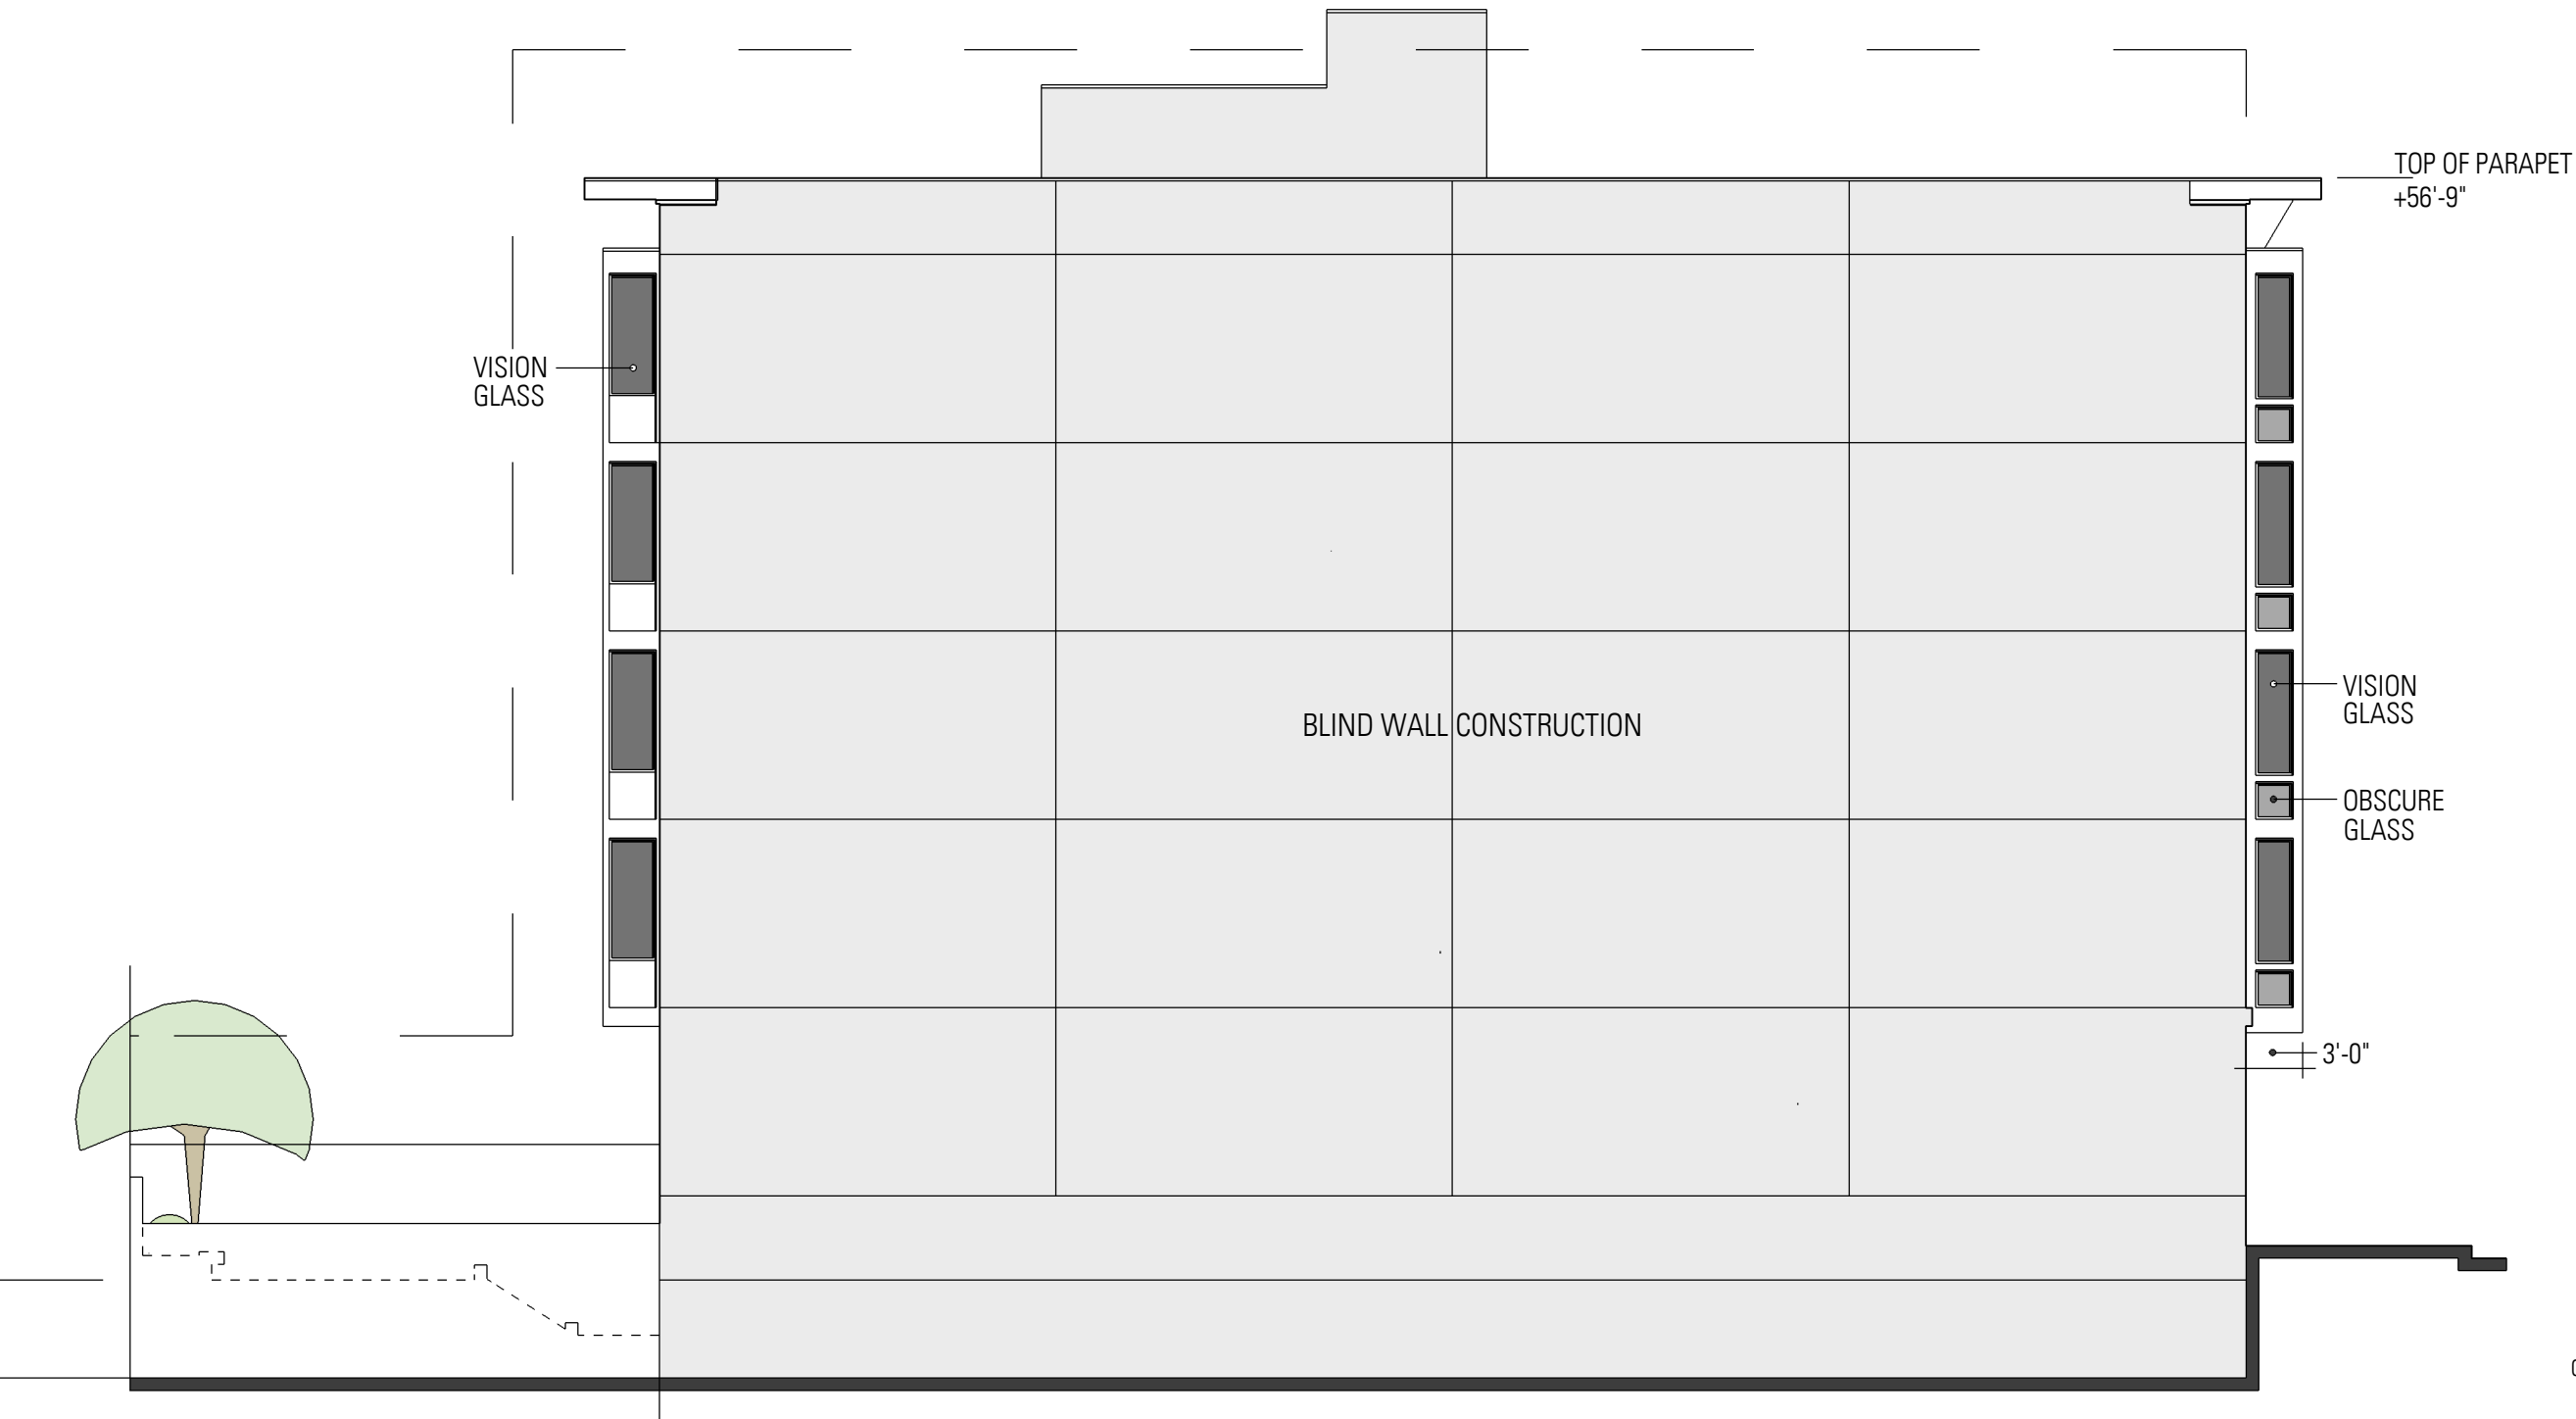 TOP OF PARAPET
+56'-9"
VISION
GLASS
VISION
GLASS
BLIND WALL CONSTRUCTION
OBSCURE
GLASS
3'-0"